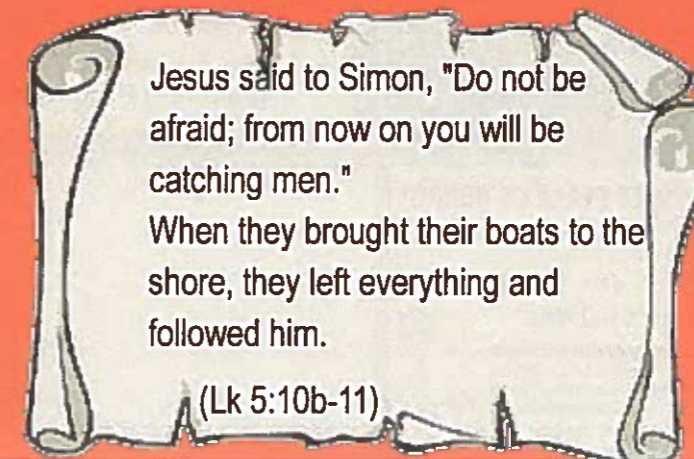 Jesus said to Simon, "Do not be
afraid; from now on you will be
catching men."
When they brought their boats to the
shore, they left everything and
followed him.
(Lk 5:10b-11)